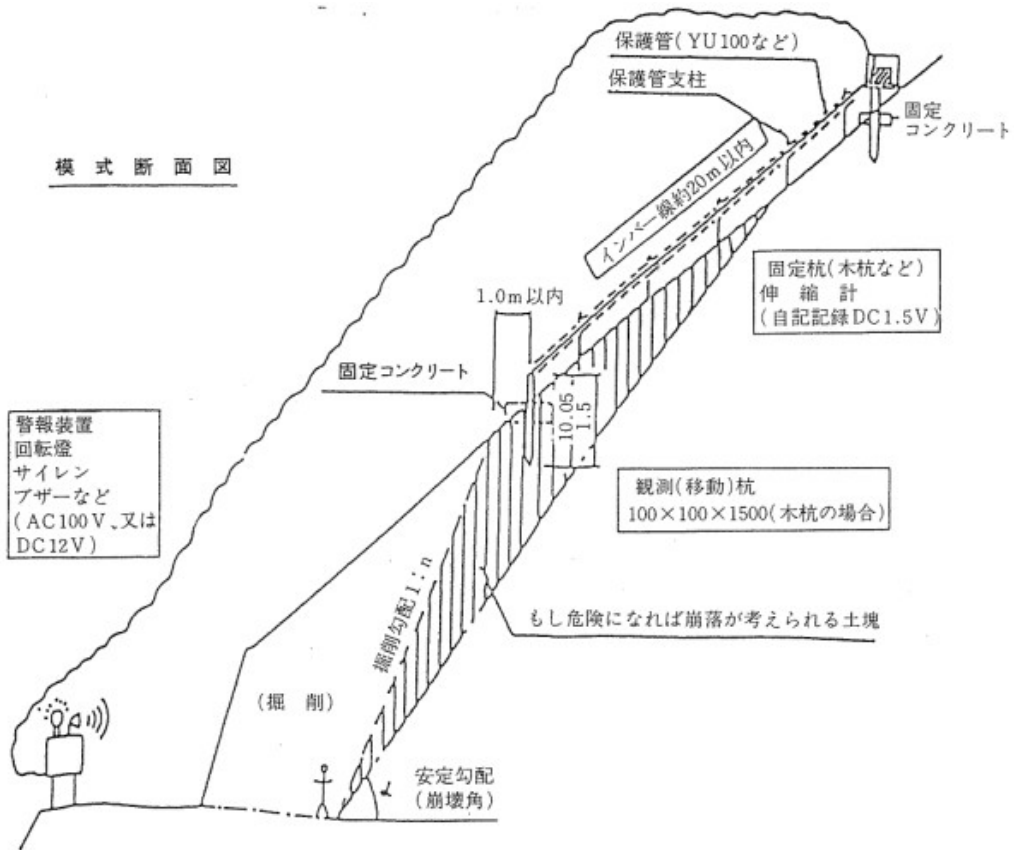 保護管(YU100など)
保護管支柱
固定
コンクリート
模式断面図
インバー線約20m以内
固定杭(木杭など)
伸縮計
(自記記録DC1.5V)
1.0m以内
固定コンクリート
10.05
1.5
警報装置
回転燈
サイレン
ブザーなど
(AC100V、又は
DC12V)
観測(移動)杭
100×100×1500(木杭の場合)
掘削勾配1:n
もし危険になれば崩落が考えられる土塊
(掘削)
安定勾配
(崩壊角)
α